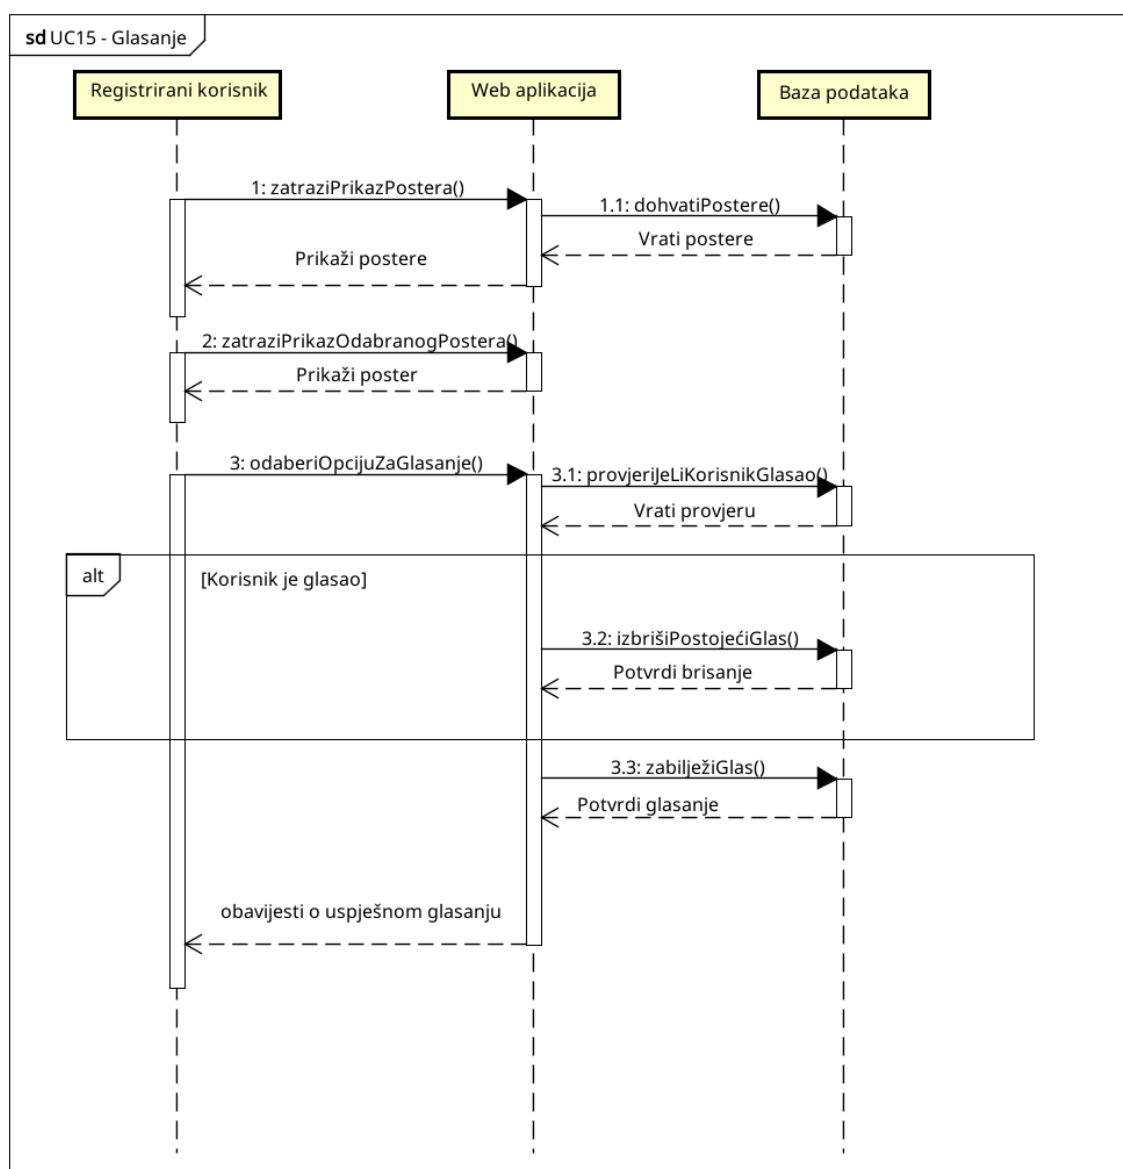 sd UC15 - Glasanje
Registrirani korisnik
Web aplikacija
Baza podataka
1: zatraziPrikazPostera()
1.1: dohvatiPostere()
Vrati postere
Prikaži postere
2: zatraziPrikazOdabranogPostera()
Prikaži poster
3: odaberiOpcijuZaGlasanje()
3.1: provjeriJeLiKorisnikGlasao()
Vrati provjeru
alt
[Korisnik je glasao]
3.2: izbrišiPostojećiGlas()
Potvrdi brisanje
3.3: zabilježiGlas()
Potvrdi glasanje
obavijesti o uspješnom glasanju